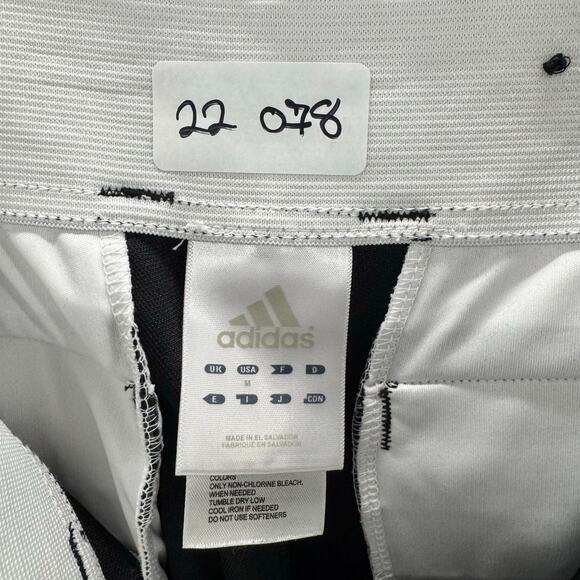 22 078
adidas
UK USA F D
M
E I J CDN
MADE IN EL SALVADOR
FABRIQUE EN SALVADOR
COLORS
ONLY NON-CHLORINE BLEACH,
WHEN NEEDED
TUMBLE DRY LOW
COOL IRON IF NEEDED
DO NOT USE SOFTENERS